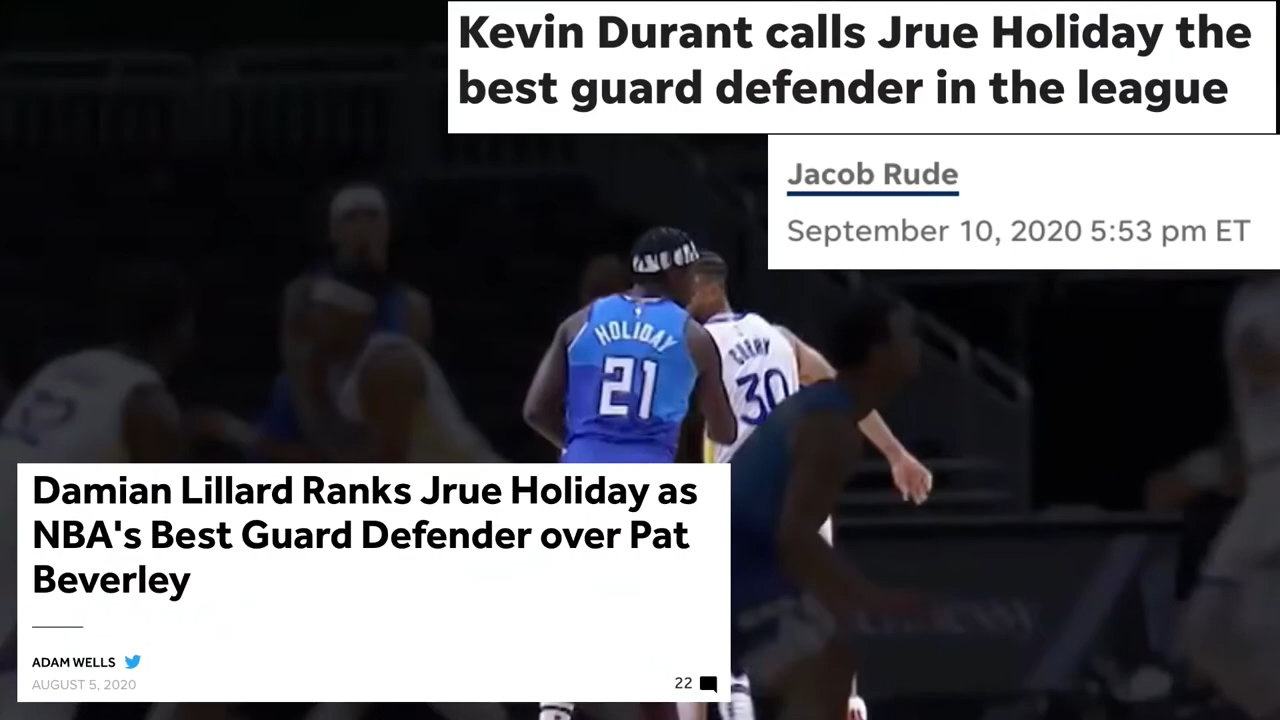 Kevin Durant calls Jrue Holiday the
best guard defender in the league
Jacob Rude
September 10, 2020 5:53 pm ET
HOLIDAY
21
CURRY
30
Damian Lillard Ranks Jrue Holiday as
NBA's Best Guard Defender over Pat
Beverley
ADAM WELLS
AUGUST 5, 2020
22